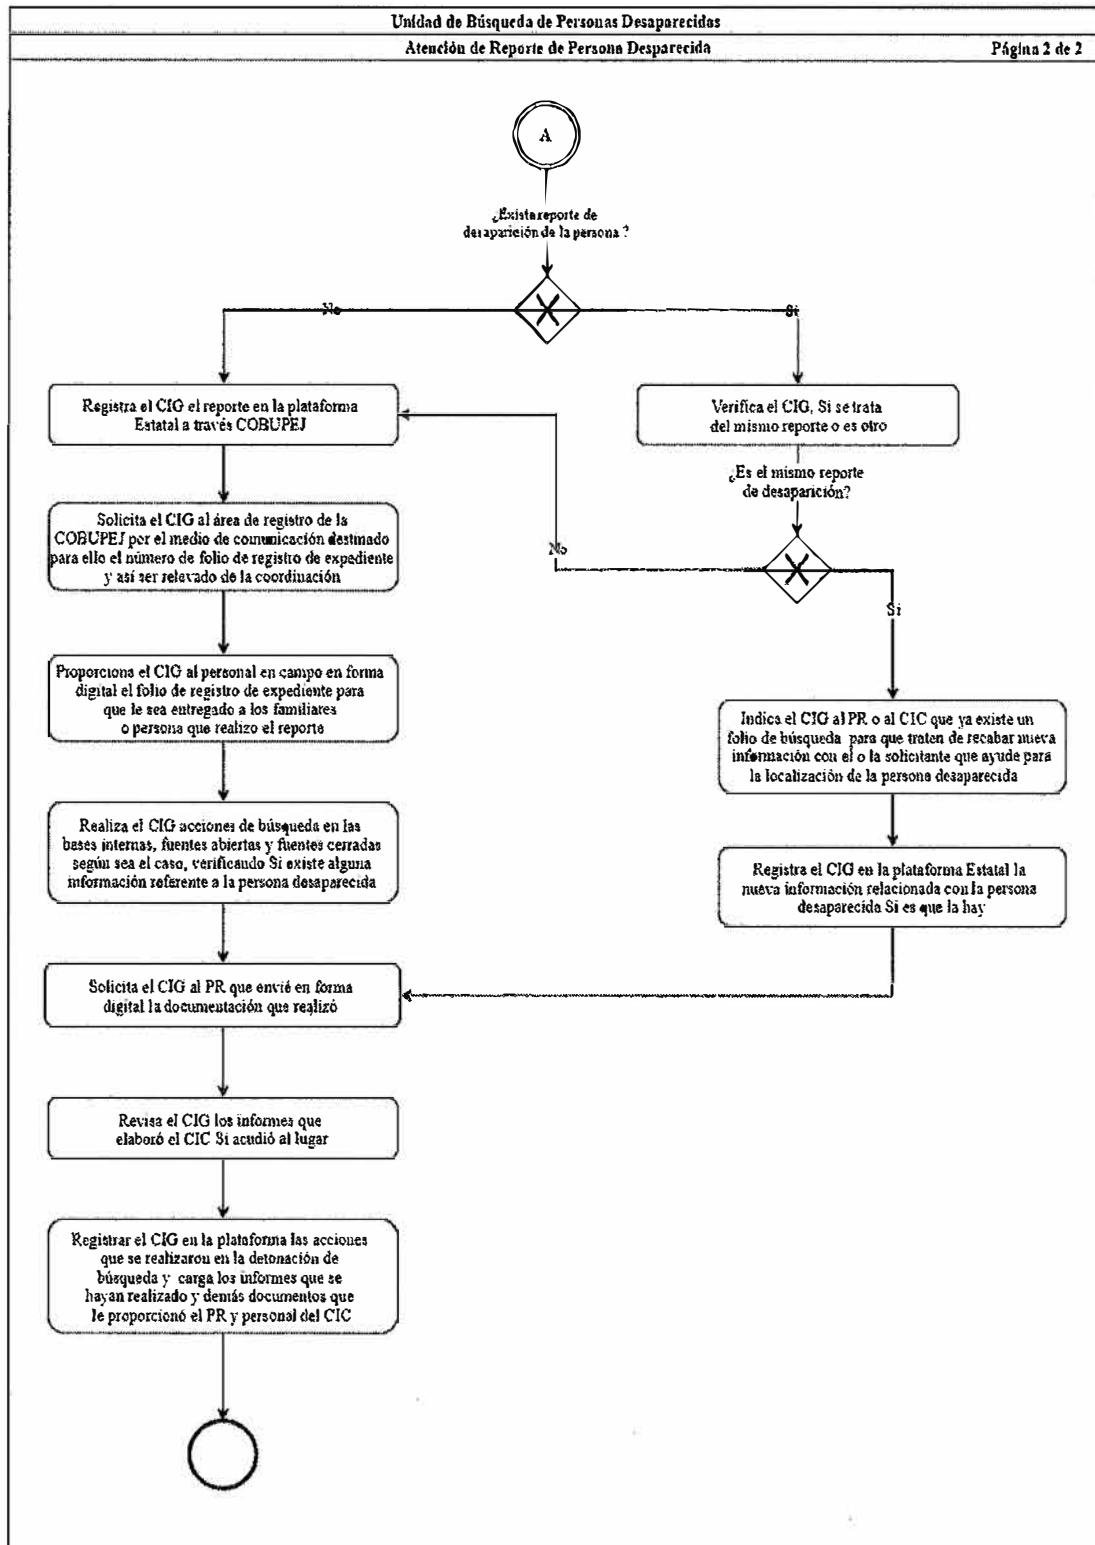 Unidad de Búsqueda de Personas Desaparecidas
Atención de Reporte de Persona Desparecida
Página 2 de 2
A
¿Existe reporte de
desaparición de la persona ?
No
Si
Registra el CIG el reporte en la plataforma
Estatal a través COBUPEJ
Verifica el CIG, Si se trata
del mismo reporte o es otro
¿Es el mismo reporte
de desaparición?
No
Si
Solicita el CIG al área de registro de la
COBUPEJ por el medio de comunicación destinado
para ello el número de folio de registro de expediente
y así ser relevado de la coordinación
Proporciona el CIG al personal en campo en forma
digital el folio de registro de expediente para
que le sea entregado a los familiares
o persona que realizo el reporte
Indica el CIG al PR o al CIC que ya existe un
folio de búsqueda para que traten de recabar nueva
información con el o la solicitante que ayude para
la localización de la persona desaparecida
Realiza el CIG acciones de búsqueda en las
bases internas, fuentes abiertas y fuentes cerradas
según sea el caso, verificando Si existe alguna
información referente a la persona desaparecida
Registra el CIG en la plataforma Estatal la
nueva información relacionada con la persona
desaparecida Si es que la hay
Solicita el CIG al PR que envié en forma
digital la documentación que realizó
Revisa el CIG los informes que
elaboró el CIC Si acudió al lugar
Registrar el CIG en la plataforma las acciones
que se realizaron en la detonación de
búsqueda y carga los informes que se
hayan realizado y demás documentos que
le proporcionó el PR y personal del CIC